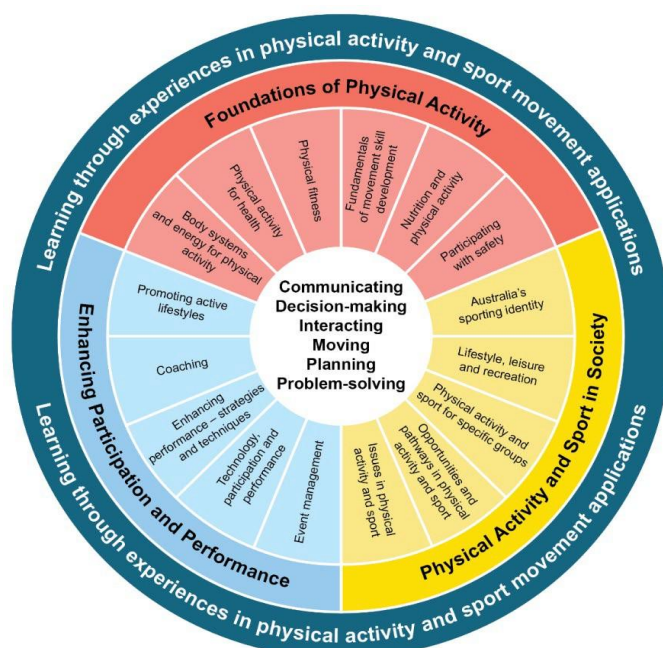 Learning through experiences in physical activity and sport movement applications
Foundations of Physical Activity
Body systems
and energy for physical
activity
Physical activity
for health
Physical fitness
Fundamentals
of movement skill
development
Nutrition and
physical activity
Participating
with safety
Physical Activity and Sport in Society
Australia's
sporting identity
Lifestyle, leisure
and recreation
Physical activity and
sport for specific groups
Opportunities and
pathways in physical
activity and sport
Issues in physical
activity and sport
Enhancing Participation and Performance
Promoting active
lifestyles
Coaching
Enhancing
performance – strategies
and techniques
Technology,
participation and
performance
Event management
Communicating
Decision-making
Interacting
Moving
Planning
Problem-solving
Learning through experiences in physical activity and sport movement applications